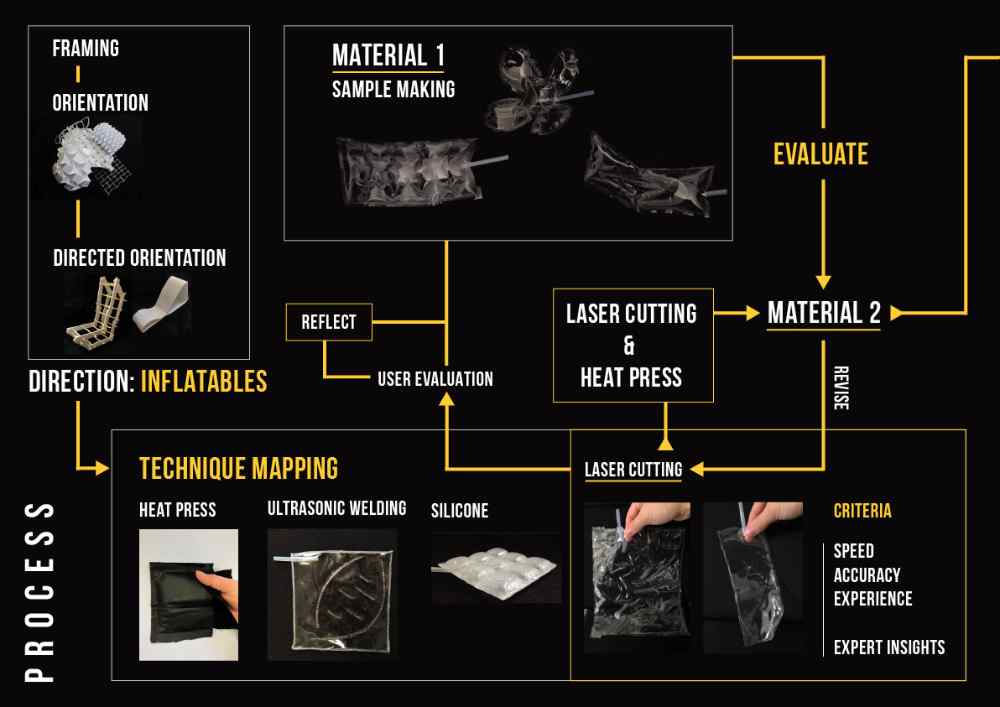 FRAMING
ORIENTATION
DIRECTED ORIENTATION
DIRECTION: INFLATABLES
MATERIAL 1
SAMPLE MAKING
EVALUATE
REFLECT
USER EVALUATION
LASER CUTTING
&
HEAT PRESS
MATERIAL 2
REVISE
PROCESS
TECHNIQUE MAPPING
HEAT PRESS
ULTRASONIC WELDING
SILICONE
LASER CUTTING
CRITERIA
SPEED
ACCURACY
EXPERIENCE
EXPERT INSIGHTS